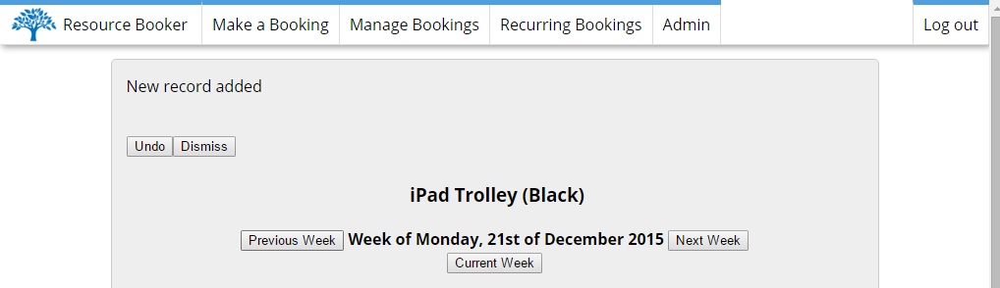 Resource Booker Make a Booking Manage Bookings Recurring Bookings Admin Log out
New record added
Undo Dismiss
iPad Trolley (Black)
Previous Week Week of Monday, 21st of December 2015 Next Week
Current Week